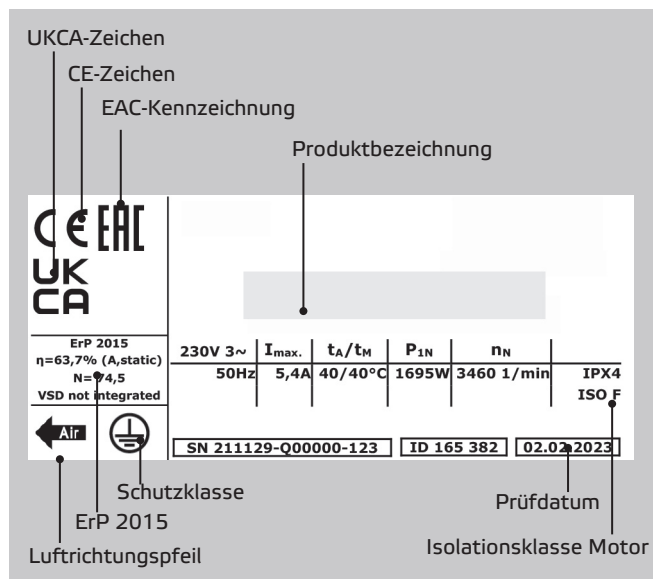 UKCA-Zeichen
CE-Zeichen
EAC-Kennzeichnung
Produktbezeichnung
CE EAC
UK
CA
ErP 2015
η=63,7% (A,static)
N= 74,5
VSD not integrated
230V 3~ Imax. tA/tM P1N nN
50Hz 5,4A 40/40°C 1695W 3460 1/min IPX4
ISO F
Air
SN 211129-Q00000-123 ID 165 382 02.02.2023
Schutzklasse
Prüfdatum
ErP 2015
Isolationsklasse Motor
Luftrichtungspfeil